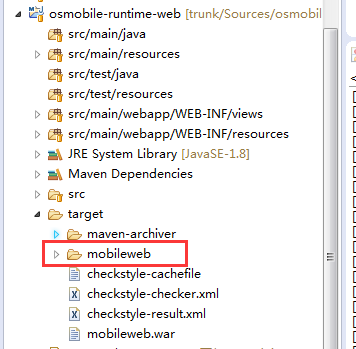 osmobile-runtime-web [trunk/Sources/osmobil
src/main/java
src/main/resources
src/test/java
src/test/resources
src/main/webapp/WEB-INF/views
src/main/webapp/WEB-INF/resources
JRE System Library [JavaSE-1.8]
Maven Dependencies
src
target
maven-archiver
mobileweb
checkstyle-cachefile
checkstyle-checker.xml
checkstyle-result.xml
mobileweb.war